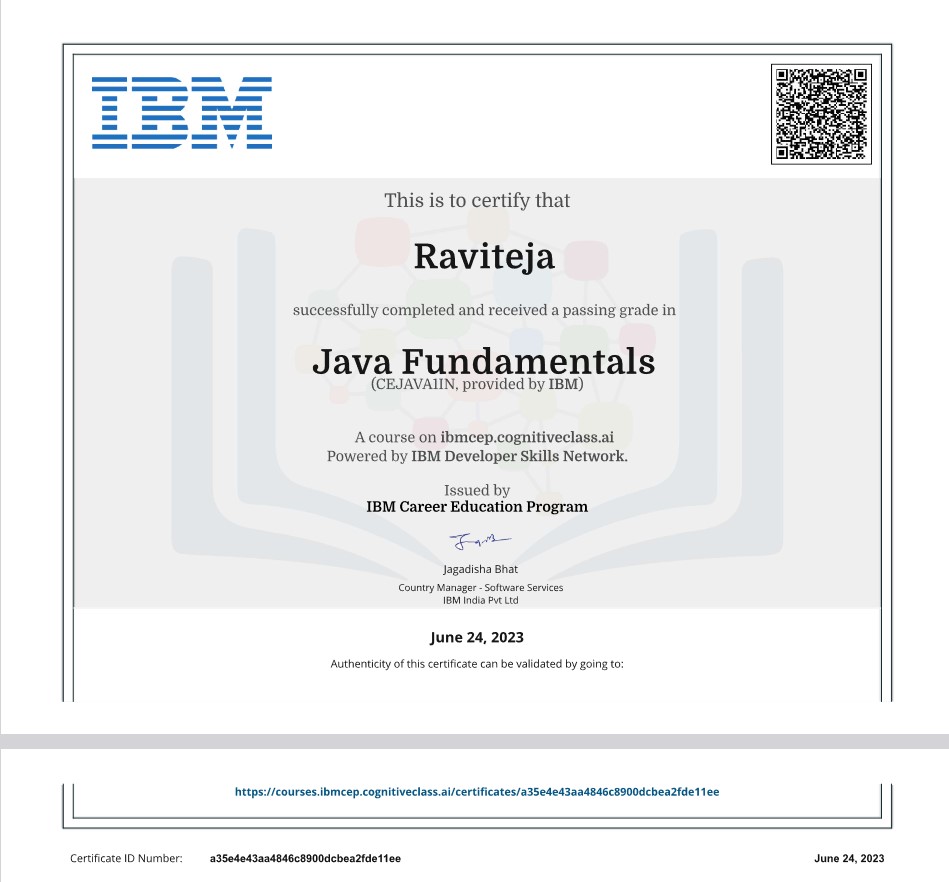 IBM
This is to certify that
Raviteja
successfully completed and received a passing grade in
Java Fundamentals
(CEJAVA1IN, provided by IBM)
A course on ibmcep.cognitiveclass.ai
Powered by IBM Developer Skills Network.
Issued by
IBM Career Education Program
Jagadisha Bhat
Country Manager - Software Services
IBM India Pvt Ltd
June 24, 2023
Authenticity of this certificate can be validated by going to:
https://courses.ibmcep.cognitiveclass.ai/certificates/a35e4e43aa4846c8900dcbea2fde11ee
Certificate ID Number: a35e4e43aa4846c8900dcbea2fde11ee June 24, 2023